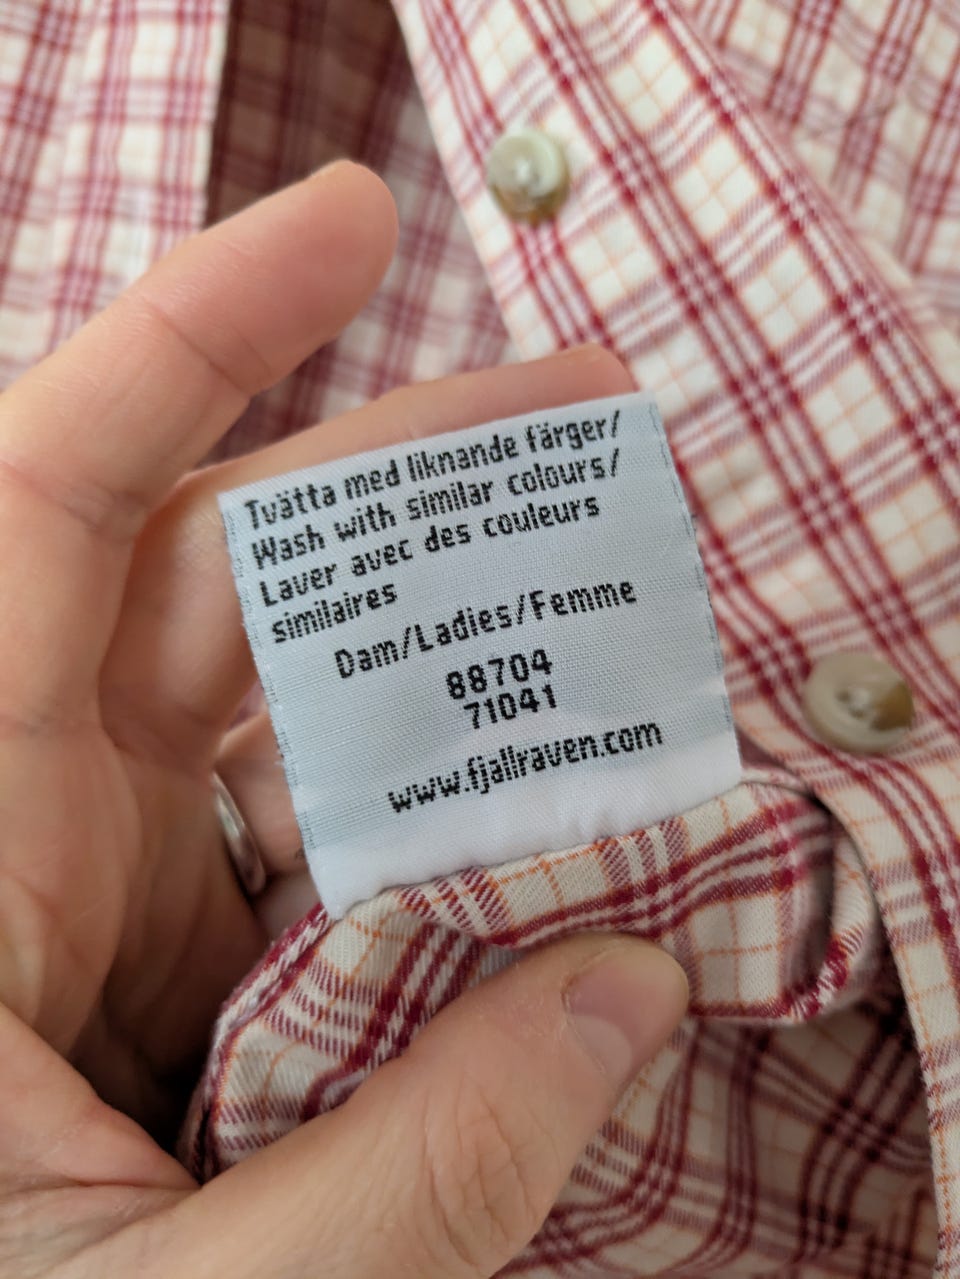 Tvätta med liknande färger/
Wash with similar colours/
Laver avec des couleurs
similaires
Dam/Ladies/Femme
88704
71041
www.fjallraven.com